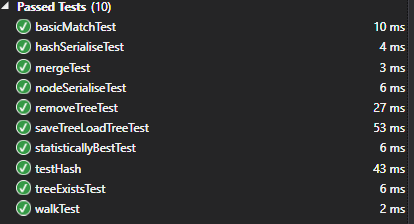 Passed Tests (10)
basicMatchTest 10 ms
hashSerialiseTest 4 ms
mergeTest 3 ms
nodeSerialiseTest 6 ms
removeTreeTest 27 ms
saveTreeLoadTreeTest 53 ms
statisticallyBestTest 6 ms
testHash 43 ms
treeExistsTest 6 ms
walkTest 2 ms